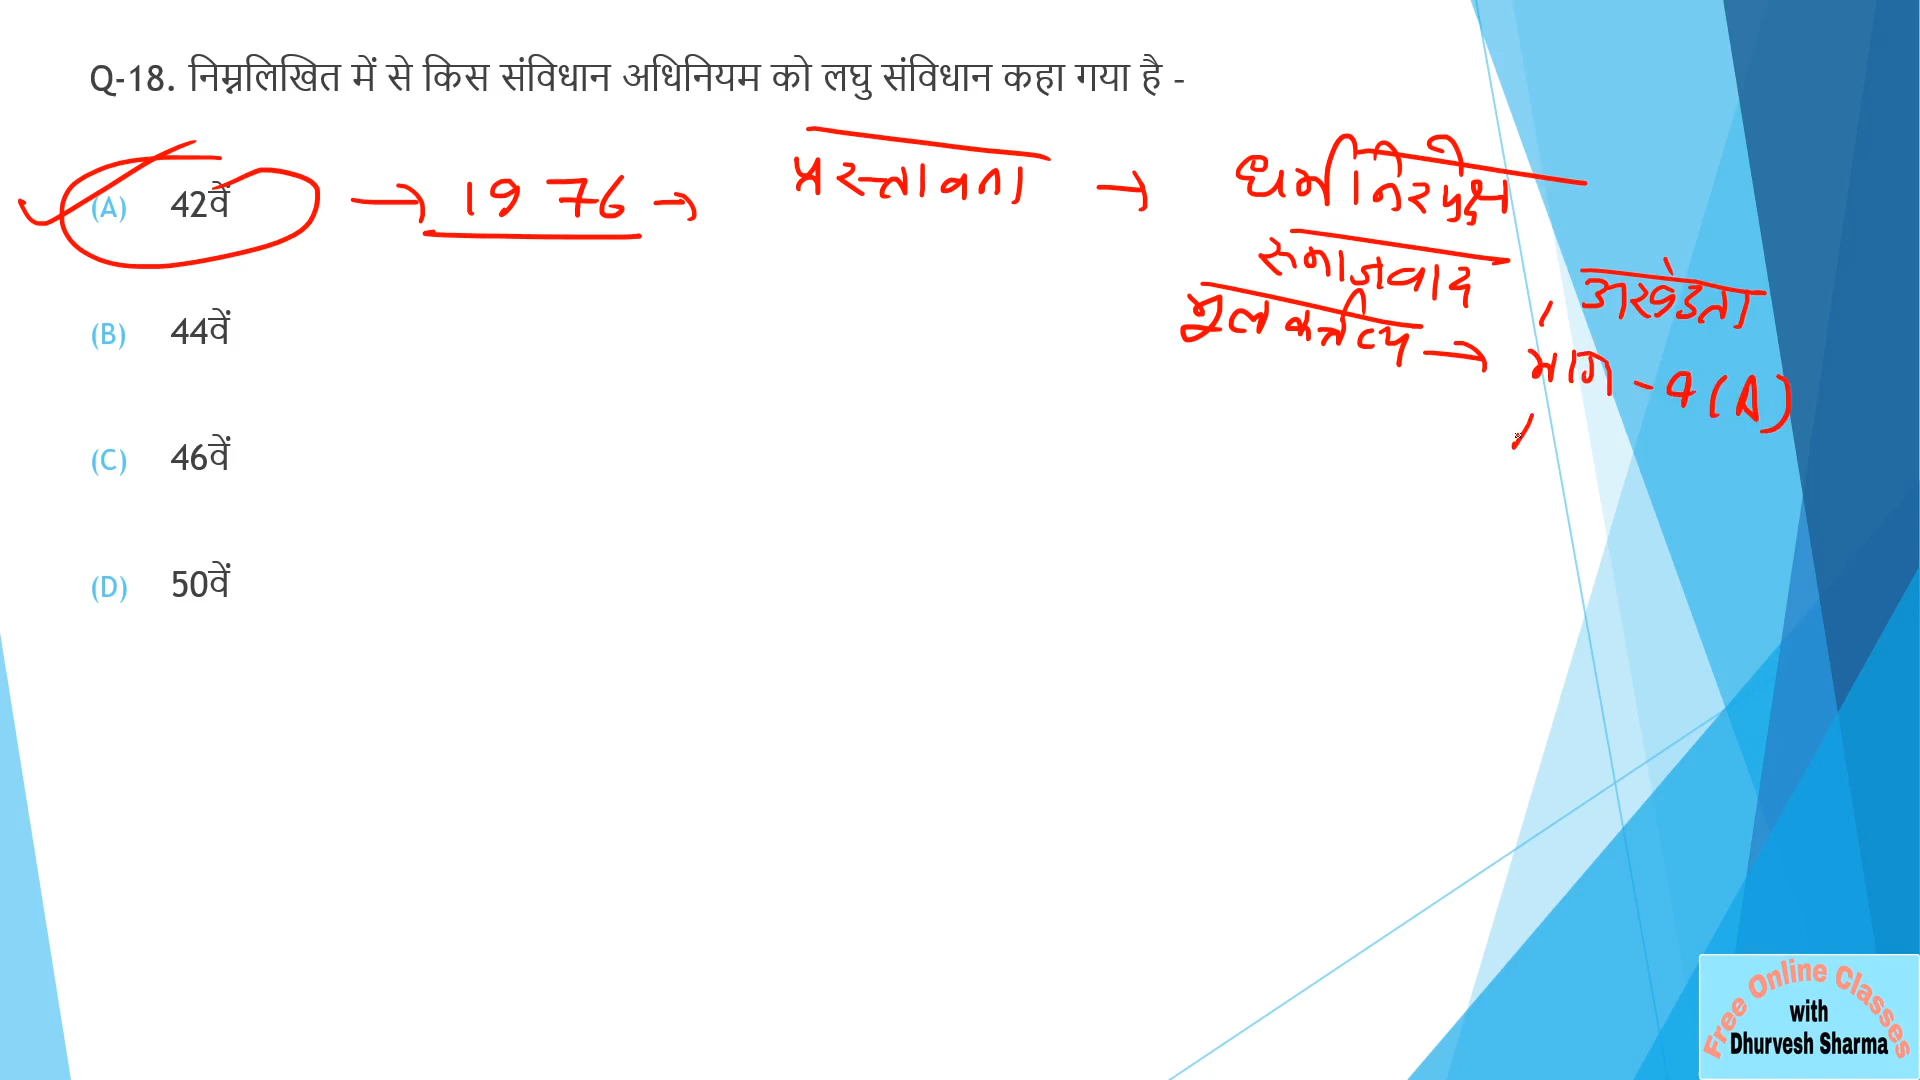 Q-18. निम्नलिखित में से किस संविधान अधिनियम को लघु संविधान कहा गया है -
(A) 42वें → 1976 → प्रस्तावना → धर्मनिरपेक्ष
समाजवाद, अखंडता
मूल कर्तव्य → भाग - 4 (A)
(B) 44वें
(C) 46वें
(D) 50वें
Free Online Classes
with
Dhurvesh Sharma